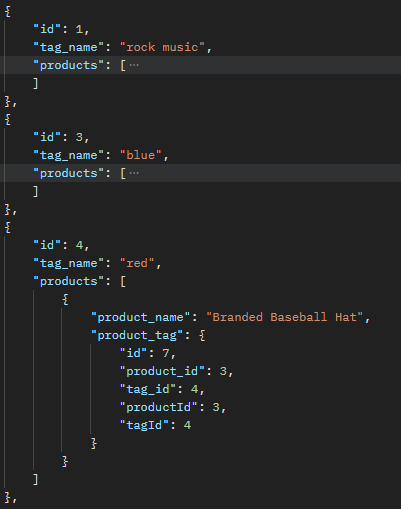 {
    "id": 1,
    "tag_name": "rock music",
    "products": [ ···
    ]
},
{
    "id": 3,
    "tag_name": "blue",
    "products": [ ···
    ]
},
{
    "id": 4,
    "tag_name": "red",
    "products": [
        {
            "product_name": "Branded Baseball Hat",
            "product_tag": {
                "id": 7,
                "product_id": 3,
                "tag_id": 4,
                "productId": 3,
                "tagId": 4
            }
        }
    ]
},